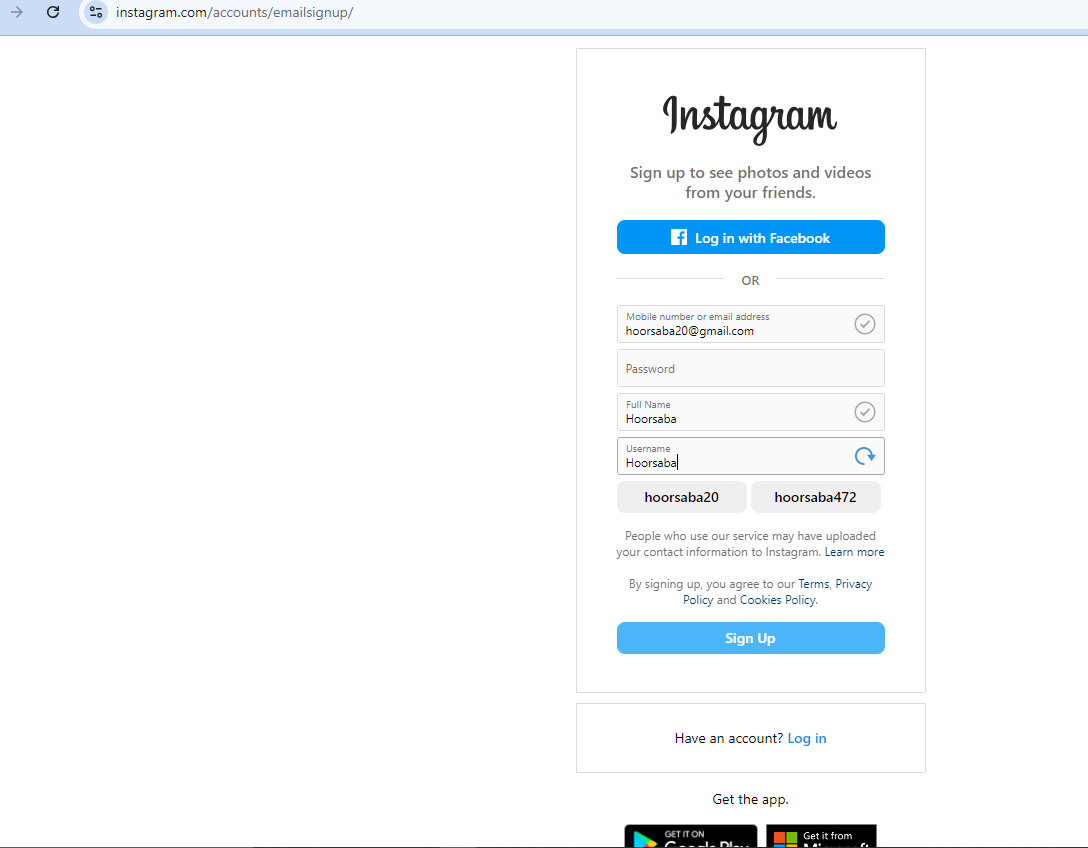 instagram.com/accounts/emailsignup/
Instagram
Sign up to see photos and videos
from your friends.
Log in with Facebook
OR
Mobile number or email address
hoorsaba20@gmail.com
Password
Full Name
Hoorsaba
Username
Hoorsaba
hoorsaba20 hoorsaba472
People who use our service may have uploaded
your contact information to Instagram. Learn more
By signing up, you agree to our Terms, Privacy
Policy and Cookies Policy.
Sign Up
Have an account? Log in
Get the app.
GET IT ON Get it from
Google Play Microsoft